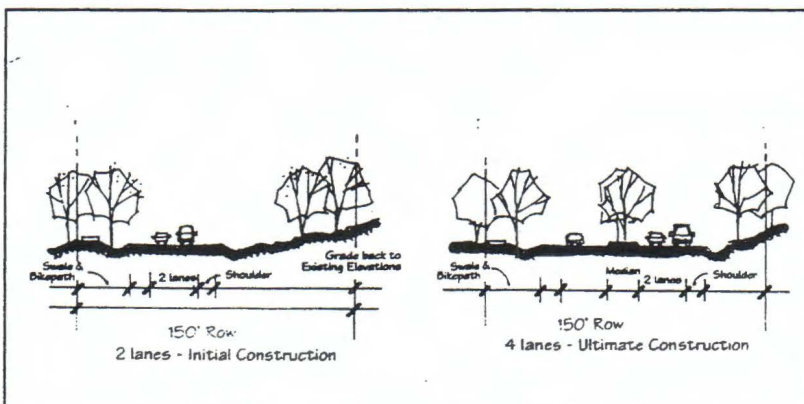 Swale &
Bikepath
2 lanes
Shoulder
Grade back to
Existing Elevations
150' Row
2 lanes - Initial Construction
Swale &
Bikepath
Median
2 lanes
Shoulder
150' Row
4 lanes - Ultimate Construction